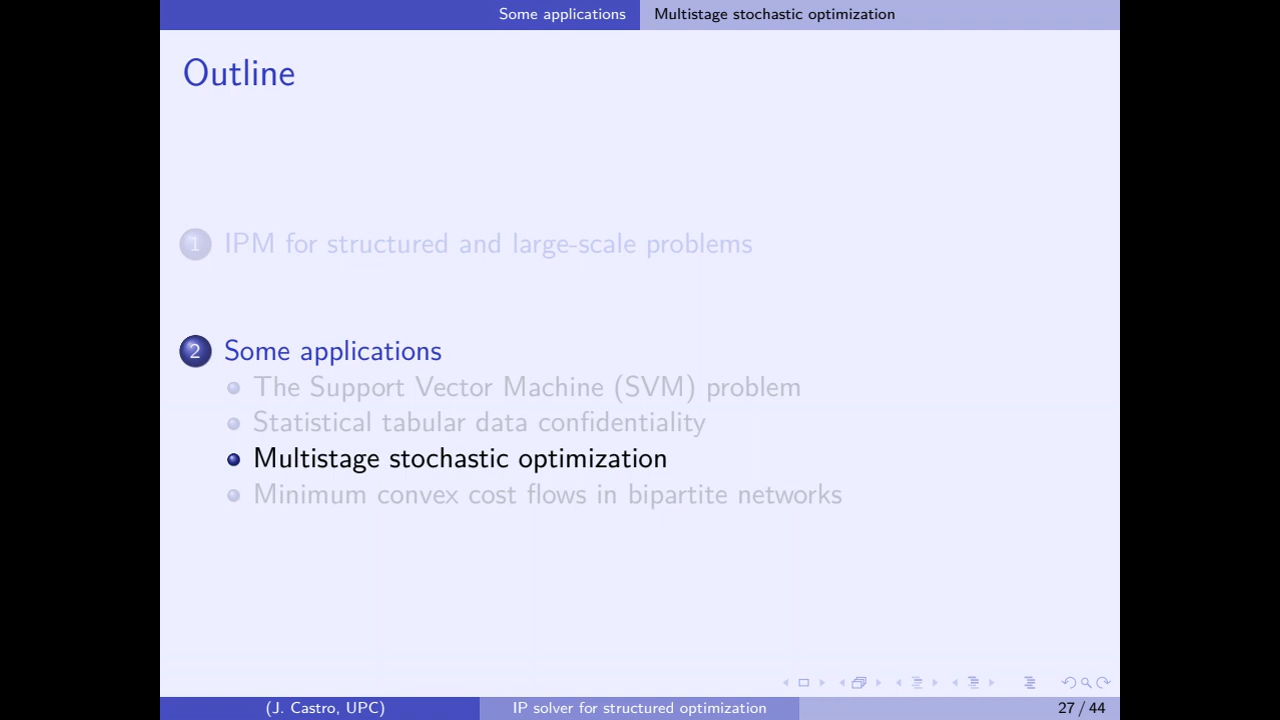 Some applications Multistage stochastic optimization
Outline
1 IPM for structured and large-scale problems
2 Some applications
The Support Vector Machine (SVM) problem
Statistical tabular data confidentiality
Multistage stochastic optimization
Minimum convex cost flows in bipartite networks
(J. Castro, UPC) IP solver for structured optimization 27 / 44